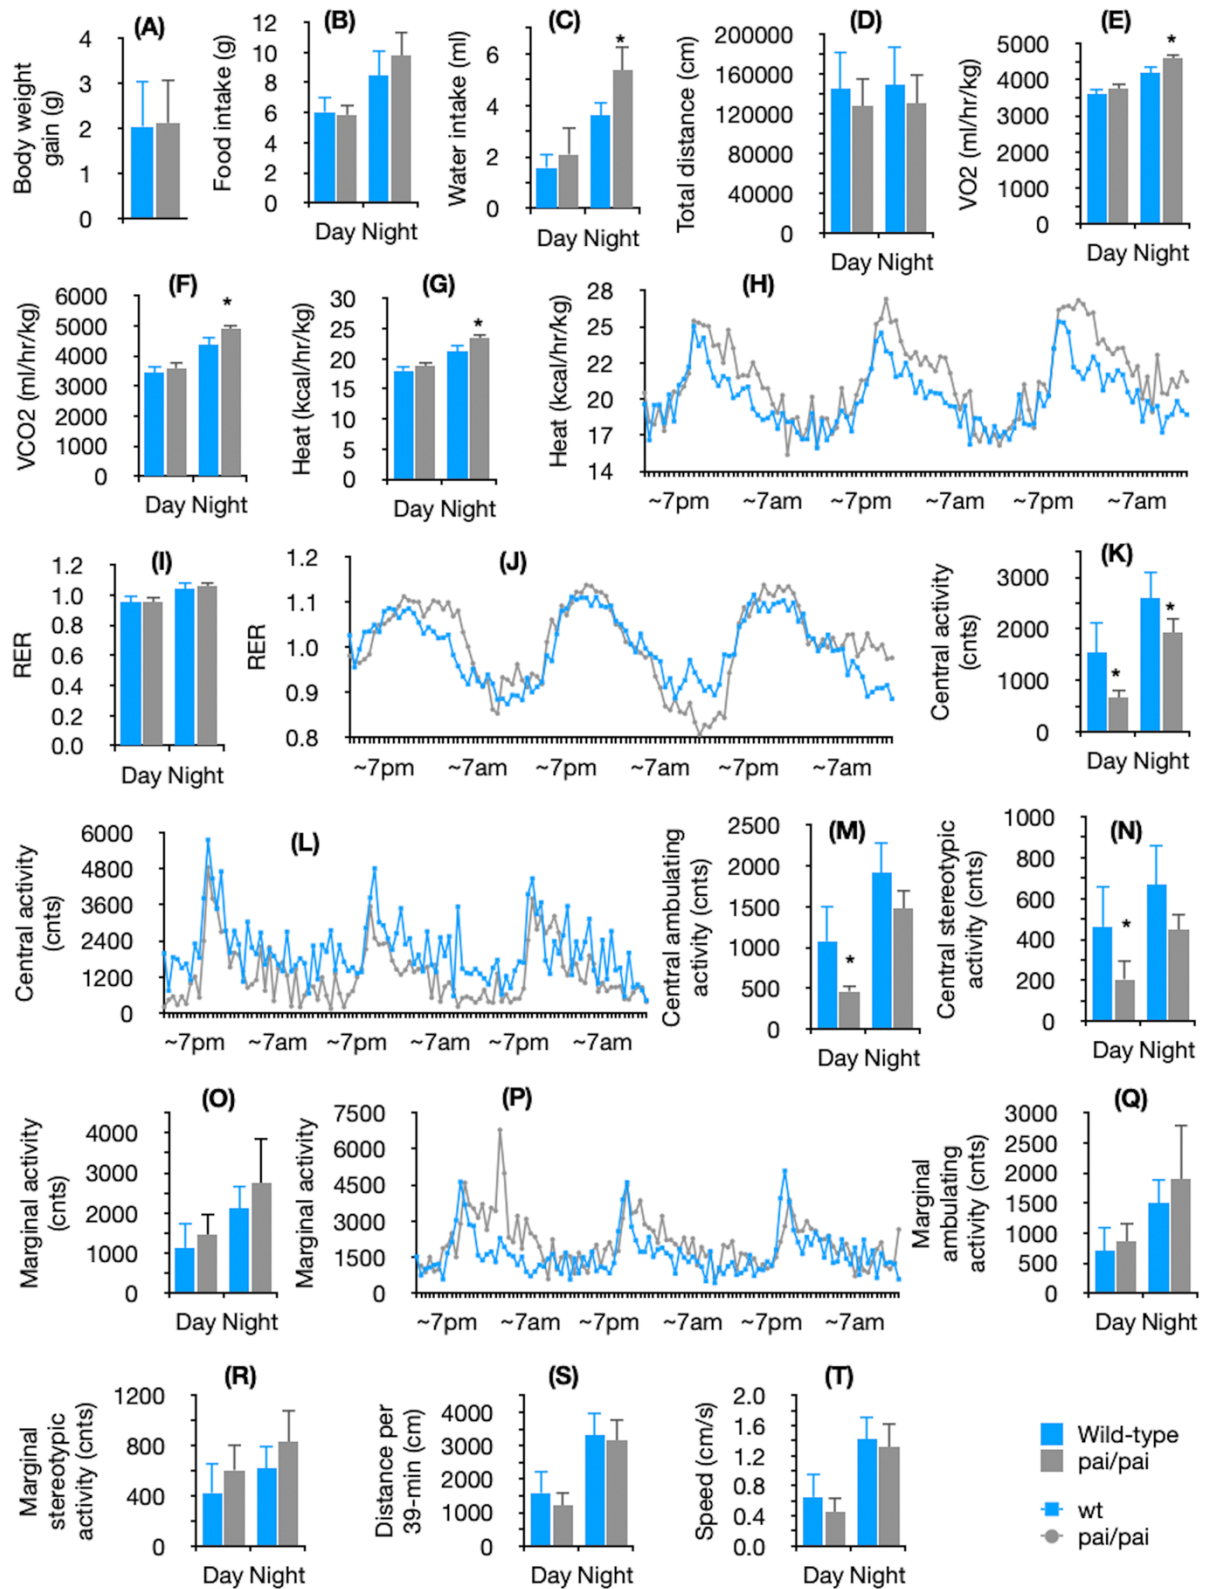 (A)
Body weight
gain (g)
4
3
2
1
0
(B)
Food intake (g)
12
10
8
6
4
2
0
Day Night
(C)
Water intake (ml)
6
4
2
0
*
Day Night
(D)
Total distance (cm)
200000
160000
120000
80000
40000
0
Day Night
(E)
VO2 (ml/hr/kg)
5000
4000
3000
2000
1000
0
*
Day Night
(F)
VCO2 (ml/hr/kg)
6000
5000
4000
3000
2000
1000
0
*
Day Night
(G)
Heat (kcal/hr/kg)
30
25
20
15
10
5
0
*
Day Night
(H)
Heat (kcal/hr/kg)
28
25
22
20
17
14
~7pm ~7am ~7pm ~7am ~7pm ~7am
(I)
RER
1.2
1.0
0.8
0.6
0.4
0.2
0.0
Day Night
(J)
RER
1.2
1.1
1.0
0.9
0.8
~7pm ~7am ~7pm ~7am ~7pm ~7am
(K)
Central activity
(cnts)
3000
2000
1000
0
*
*
Day Night
(L)
Central activity
(cnts)
6000
4800
3600
2400
1200
0
~7pm ~7am ~7pm ~7am ~7pm ~7am
(M)
Central ambulating
activity (cnts)
2500
2000
1500
1000
500
0
*
Day Night
(N)
Central stereotypic
activity (cnts)
1000
800
600
400
200
0
*
Day Night
(O)
Marginal activity
(cnts)
4000
3000
2000
1000
0
Day Night
(P)
Marginal activity
7500
6000
4500
3000
1500
0
~7pm ~7am ~7pm ~7am ~7pm ~7am
(Q)
Marginal
ambulating
activity (cnts)
3000
2500
2000
1500
1000
500
0
Day Night
(R)
Marginal
stereotypic
activity (cnts)
1200
800
400
0
Day Night
(S)
Distance per
39-min (cm)
4000
3000
2000
1000
0
Day Night
(T)
Speed (cm/s)
2.0
1.6
1.2
0.8
0.4
0.0
Day Night
Wild-type
pai/pai
wt
pai/pai